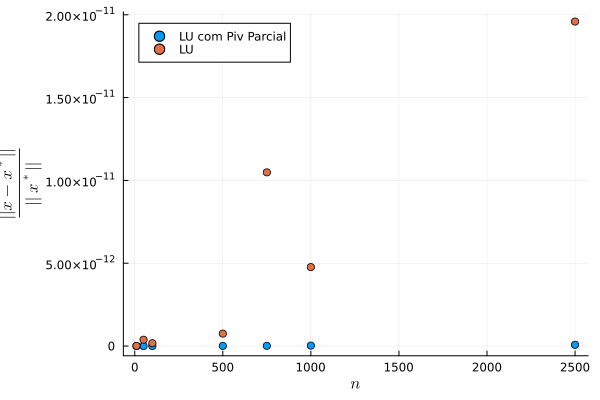 2.00×10⁻¹¹
1.50×10⁻¹¹
1.00×10⁻¹¹
5.00×10⁻¹²
0
||x − x*||
||x*||
LU com Piv Parcial
LU
0 500 1000 1500 2000 2500
n